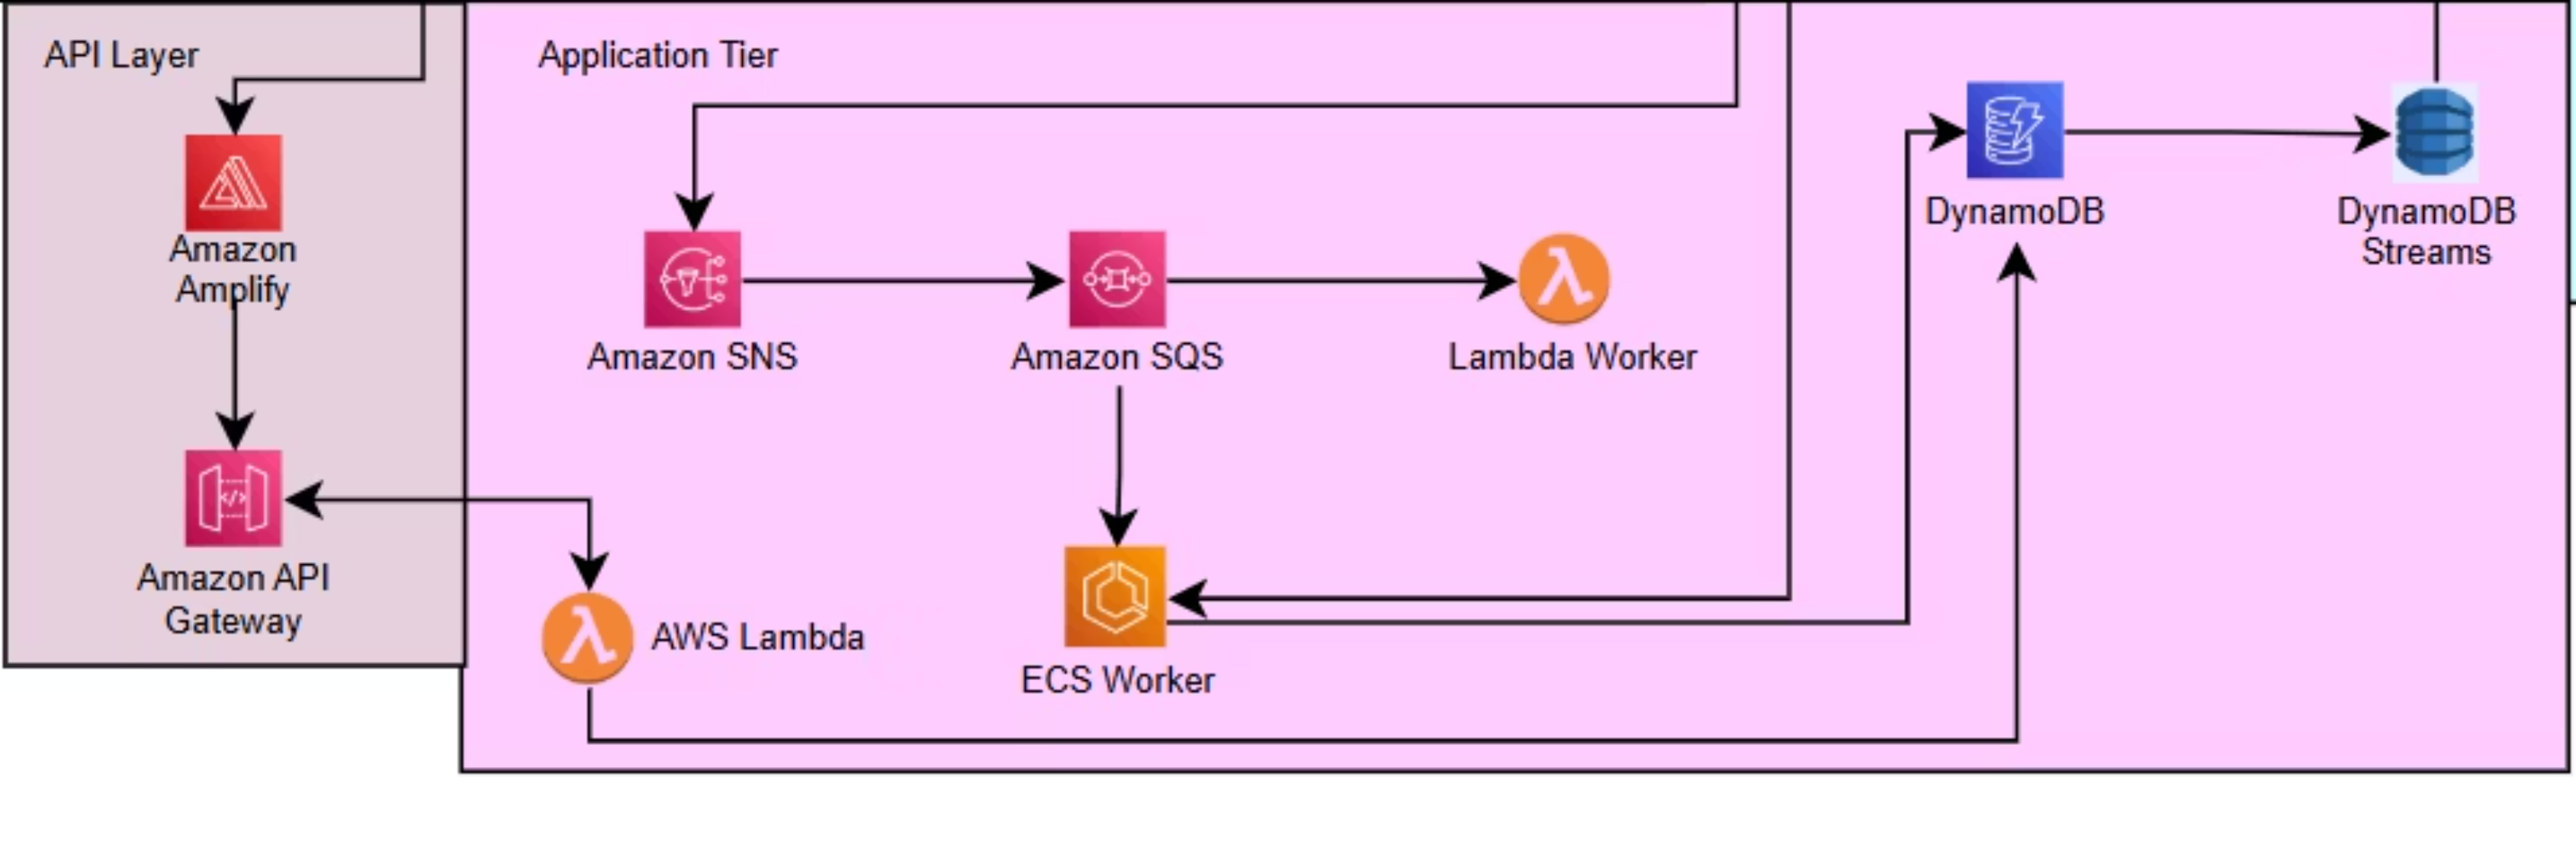 API Layer
Amazon
Amplify
Amazon API
Gateway
Application Tier
Amazon SNS
Amazon SQS
Lambda Worker
DynamoDB
DynamoDB
Streams
AWS Lambda
ECS Worker